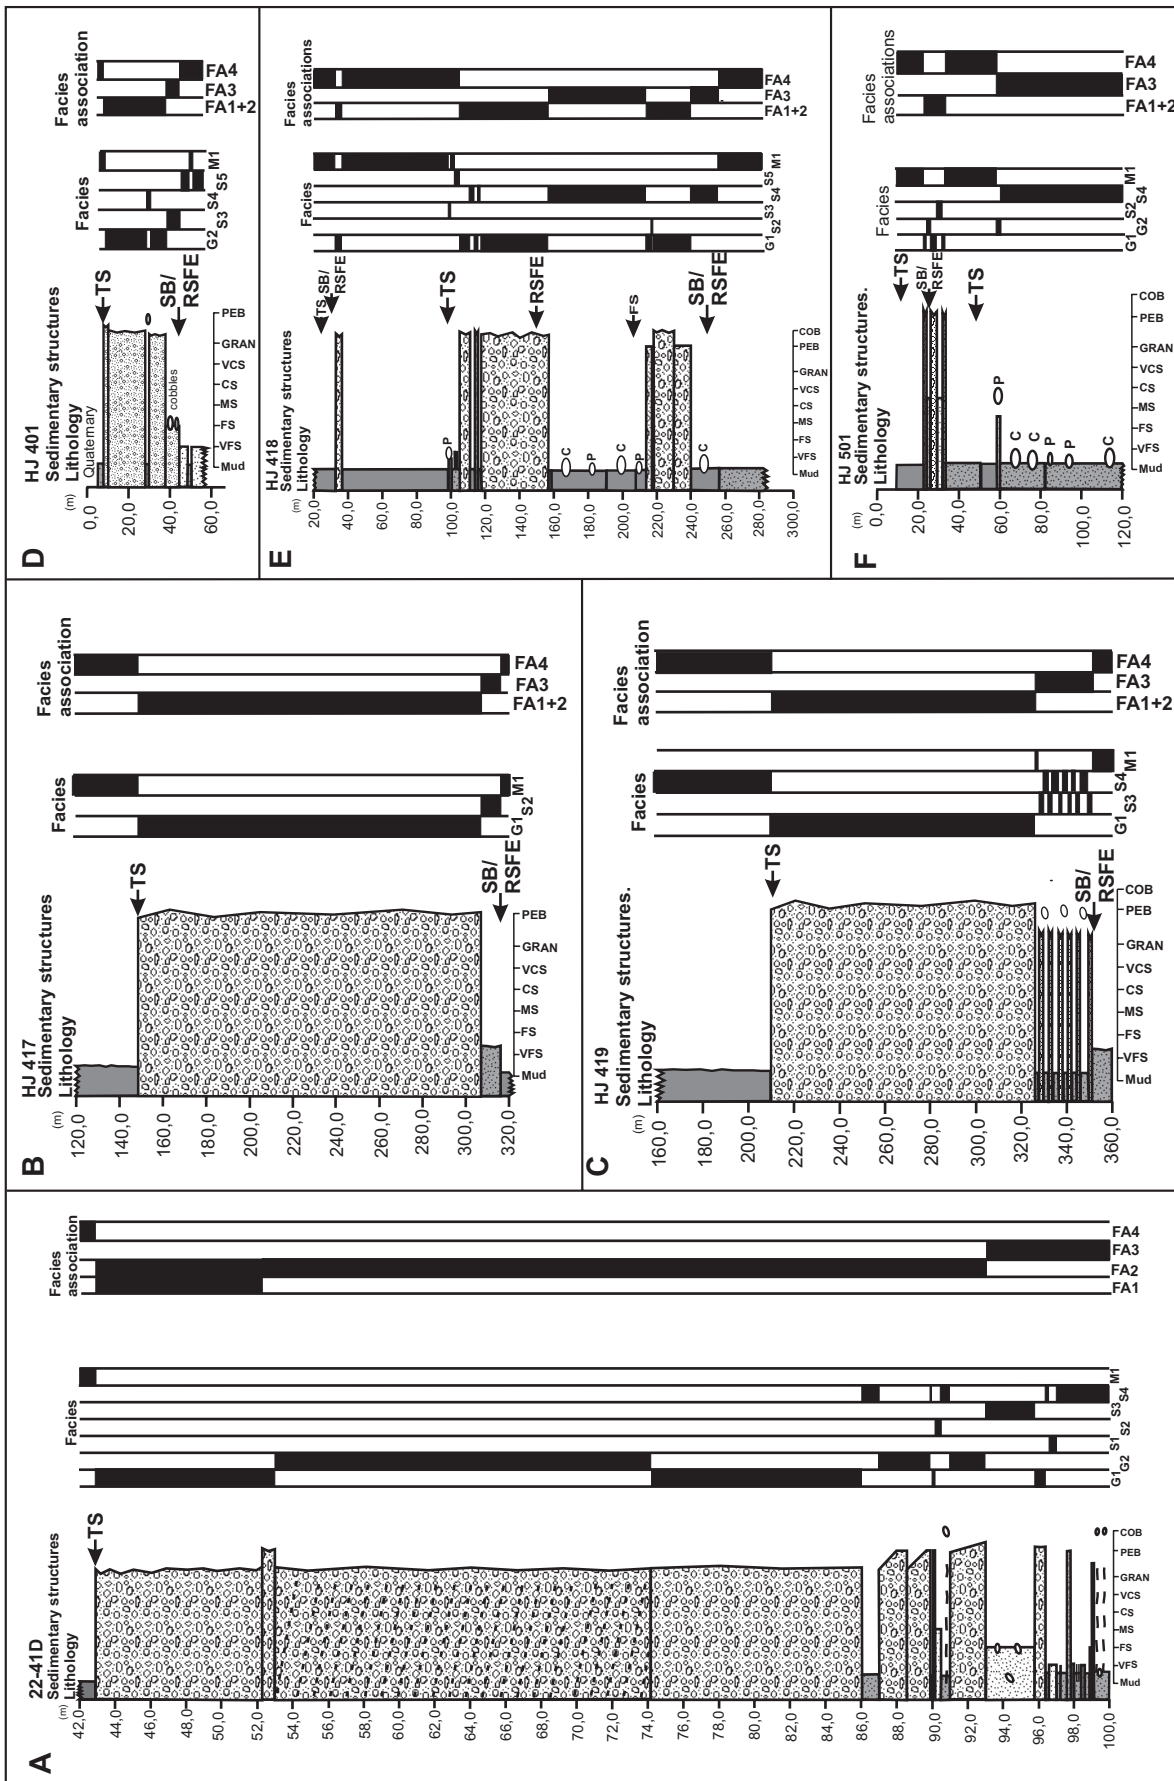 A
22-41D
Sedimentary structures
Lithology
(m)
42,0
44,0
46,0
48,0
50,0
52,0
54,0
56,0
58,0
60,0
62,0
64,0
66,0
68,0
70,0
72,0
74,0
76,0
78,0
80,0
82,0
84,0
86,0
88,0
90,0
92,0
94,0
96,0
98,0
100,0
TS
COB
PEB
GRAN
VCS
CS
MS
FS
VFS
Mud
Facies
G1
G2
S1
S2
S3
S4
M1
Facies
association
FA4
FA3
FA2
FA1
B
HJ 417
Sedimentary structures
Lithology
(m)
120,0
140,0
160,0
180,0
200,0
220,0
240,0
260,0
280,0
300,0
320,0
TS
SB/
RSFE
PEB
GRAN
VCS
CS
MS
FS
VFS
Mud
Facies
G1
S2
M1
Facies
association
FA4
FA3
FA1+2
C
HJ 419
Sedimentary structures.
Lithology
(m)
160,0
180,0
200,0
220,0
240,0
260,0
280,0
300,0
320,0
340,0
360,0
TS
SB/
RSFE
COB
PEB
GRAN
VCS
CS
MS
FS
VFS
Mud
Facies
G1
S3
S4
M1
Facies
association
FA4
FA3
FA1+2
D
HJ 401
Sedimentary structures
Lithology
Quaternary
(m)
0,0
20,0
40,0
60,0
cobbles
TS
SB/
RSFE
PEB
GRAN
VCS
CS
MS
FS
VFS
Mud
Facies
G2
S3
S4
S5
M1
Facies
association
FA4
FA3
FA1+2
E
HJ 418
Sedimentary structures
Lithology
(m)
20,0
40,0
60,0
80,0
100,0
120,0
140,0
160,0
180,0
200,0
220,0
240,0
260,0
280,0
300,0
P
C
P
C
P
C
TS
SB/
RSFE
TS
RSFE
FS
SB/
RSFE
COB
PEB
GRAN
VCS
CS
MS
FS
VFS
Mud
Facies
G1
S2
S3
S4
S5
M1
Facies
associations
FA4
FA3
FA1+2
F
HJ 501
Sedimentary structures.
Lithology
(m)
0,0
20,0
40,0
60,0
80,0
100,0
120,0
P
C
C
P
P
C
TS
SB/
RSFE
TS
COB
PEB
GRAN
VCS
CS
MS
FS
VFS
Mud
Facies
G1
G2
S2
S4
M1
Facies
associations
FA4
FA3
FA1+2